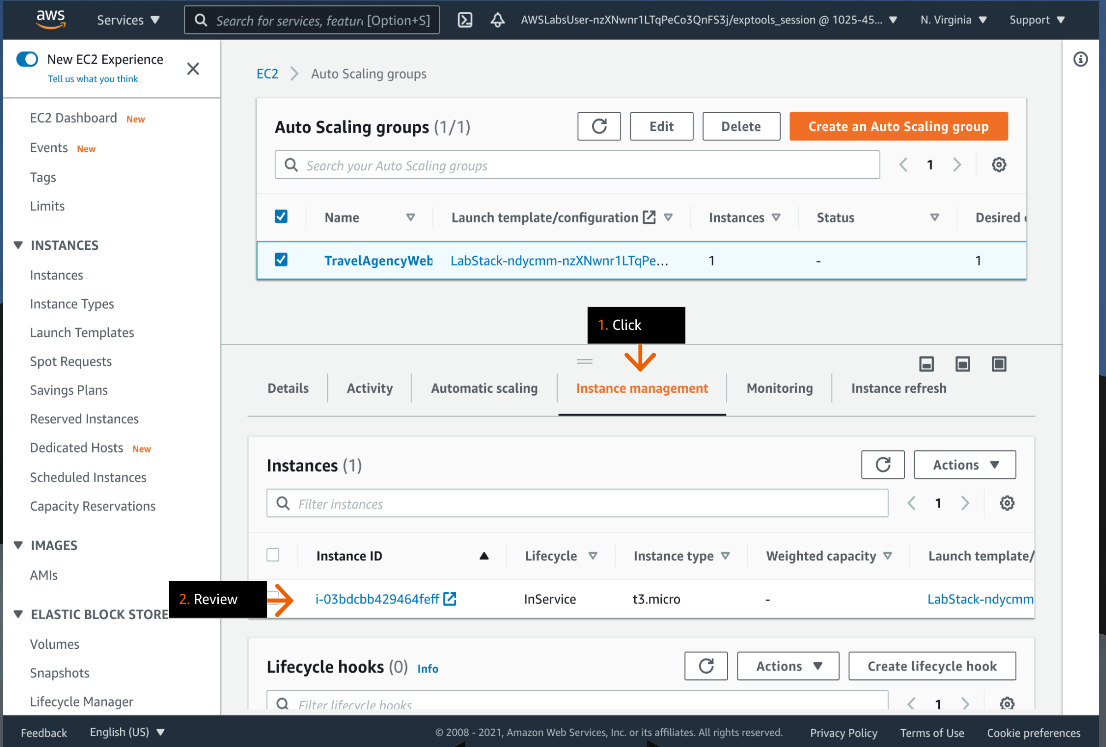 aws Services ▼ Search for services, featur [Option+S] AWSLabsUser-nzXNwnr1LTqPeCo3QnFS3j/exptools_session @ 1025-45... ▼ N. Virginia ▼ Support ▼
New EC2 Experience
Tell us what you think
EC2 Dashboard New
Events New
Tags
Limits
INSTANCES
Instances
Instance Types
Launch Templates
Spot Requests
Savings Plans
Reserved Instances
Dedicated Hosts New
Scheduled Instances
Capacity Reservations
IMAGES
AMIs
ELASTIC BLOCK STORE
Volumes
Snapshots
Lifecycle Manager
EC2 > Auto Scaling groups
Auto Scaling groups (1/1) Edit Delete Create an Auto Scaling group
Search your Auto Scaling groups 1
Name Launch template/configuration Instances Status Desired
TravelAgencyWeb LabStack-ndycmm-nzXNwnr1LTqPe... 1 - 1
1. Click
Details Activity Automatic scaling Instance management Monitoring Instance refresh
Instances (1) Actions ▼
Filter instances 1
Instance ID Lifecycle Instance type Weighted capacity Launch template/
2. Review
i-03bdcbb429464feff InService t3.micro - LabStack-ndycmm
Lifecycle hooks (0) Info Actions ▼ Create lifecycle hook
Filter lifecycle hooks 1
Feedback English (US) ▼ © 2008 - 2021, Amazon Web Services, Inc. or its affiliates. All rights reserved. Privacy Policy Terms of Use Cookie preferences